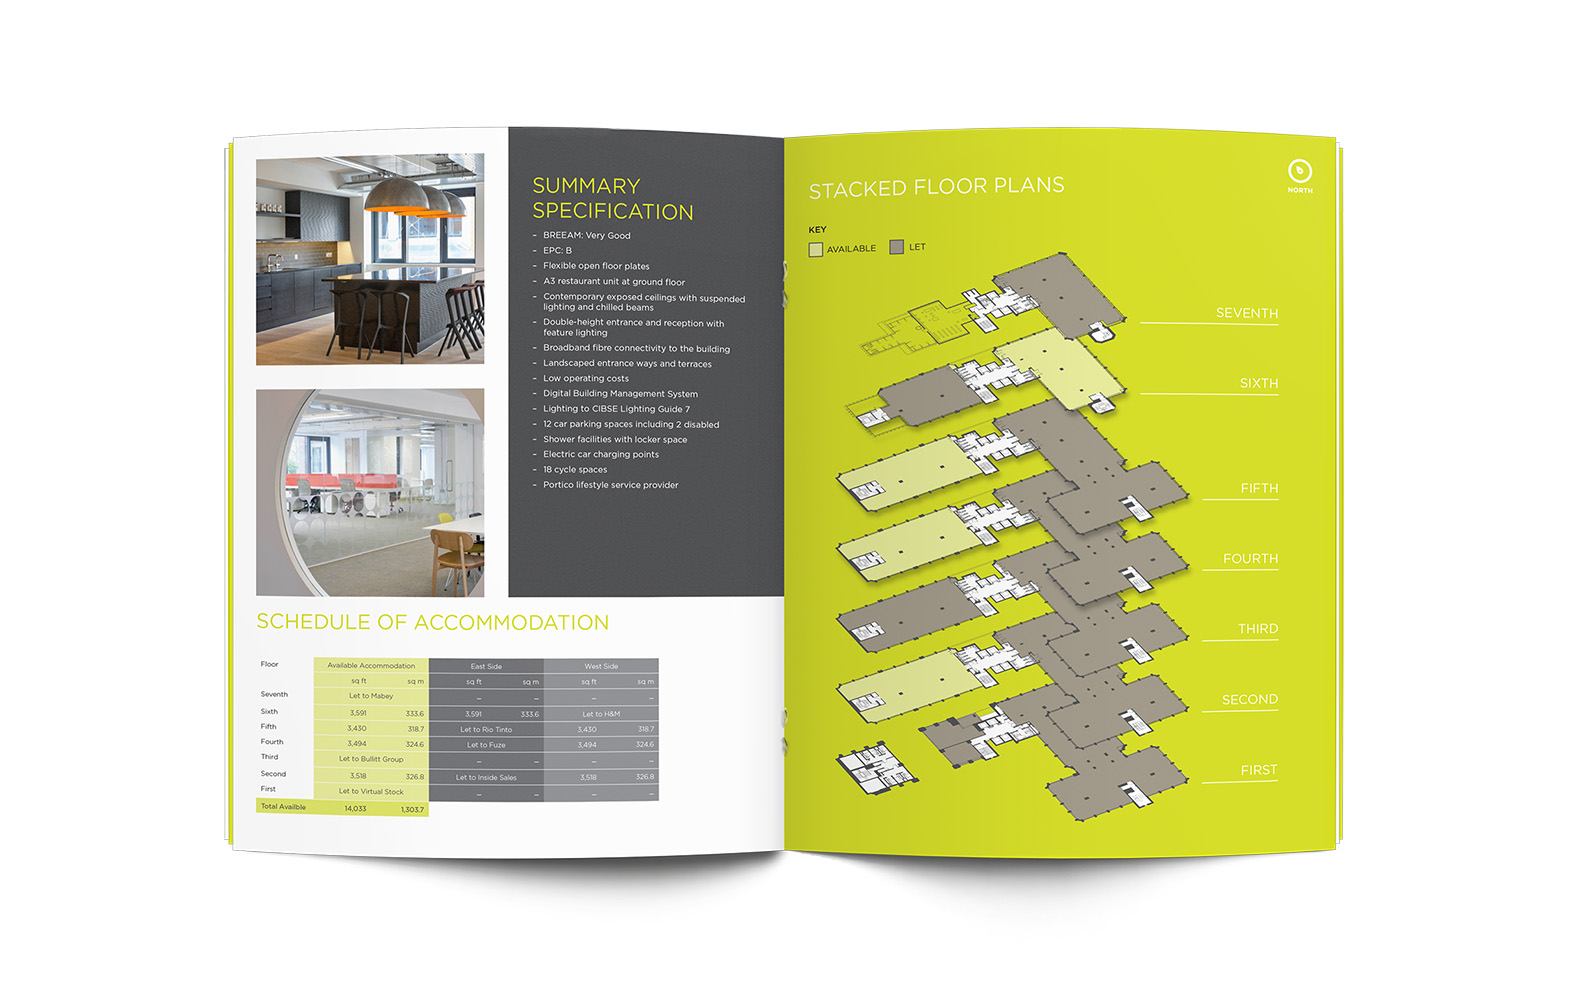 SUMMARY
SPECIFICATION
– BREEAM: Very Good
– EPC: B
– Flexible open floor plates
– A3 restaurant unit at ground floor
– Contemporary exposed ceilings with suspended
lighting and chilled beams
– Double-height entrance and reception with
feature lighting
– Broadband fibre connectivity to the building
– Landscaped entrance ways and terraces
– Low operating costs
– Digital Building Management System
– Lighting to CIBSE Lighting Guide 7
– 12 car parking spaces including 2 disabled
– Shower facilities with locker space
– Electric car charging points
– 18 cycle spaces
– Portico lifestyle service provider
SCHEDULE OF ACCOMMODATION
Floor Available Accommodation East Side West Side
sq ft sq m sq ft sq m sq ft sq m
Seventh Let to Mabey – – – –
Sixth 3,591 333.6 3,591 333.6 Let to H&M
Fifth 3,430 318.7 Let to Rio Tinto 3,430 318.7
Fourth 3,494 324.6 Let to Fuze 3,494 324.6
Third Let to Bullitt Group – – – –
Second 3,518 326.8 Let to Inside Sales 3,518 326.8
First Let to Virtual Stock – – – –
Total Availble 14,033 1,303.7
STACKED FLOOR PLANS
NORTH
KEY
AVAILABLE LET
SEVENTH
SIXTH
FIFTH
FOURTH
THIRD
SECOND
FIRST